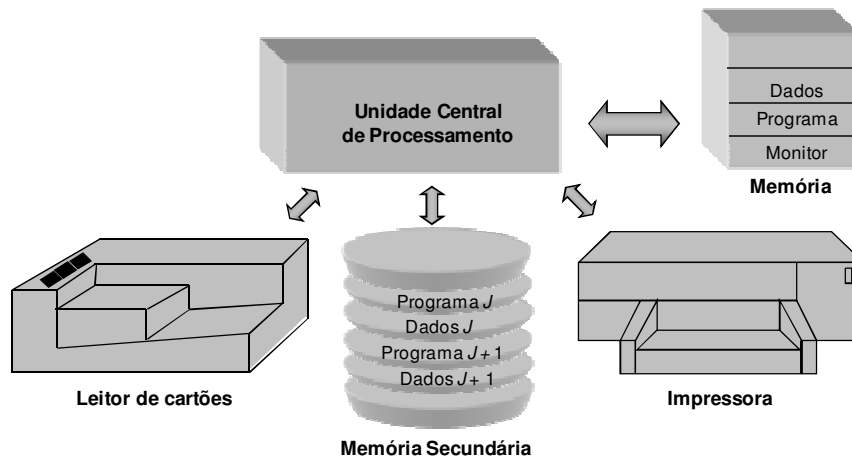 Unidade Central
de Processamento
Dados
Programa
Monitor
Memória
Programa J
Dados J
Programa J + 1
Dados J + 1
Leitor de cartões
Memória Secundária
Impressora